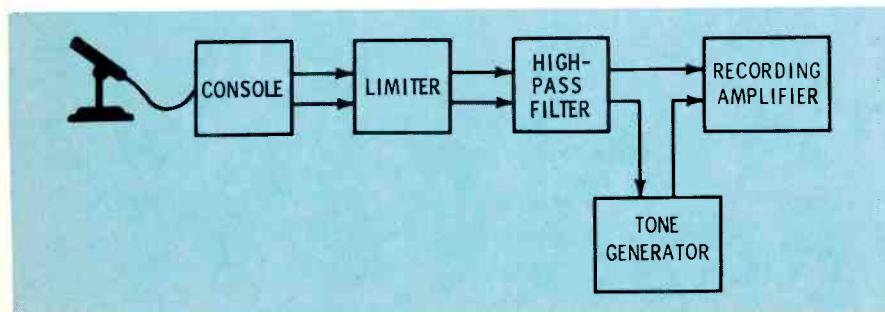 CONSOLE
LIMITER
HIGH-
PASS
FILTER
RECORDING
AMPLIFIER
TONE
GENERATOR